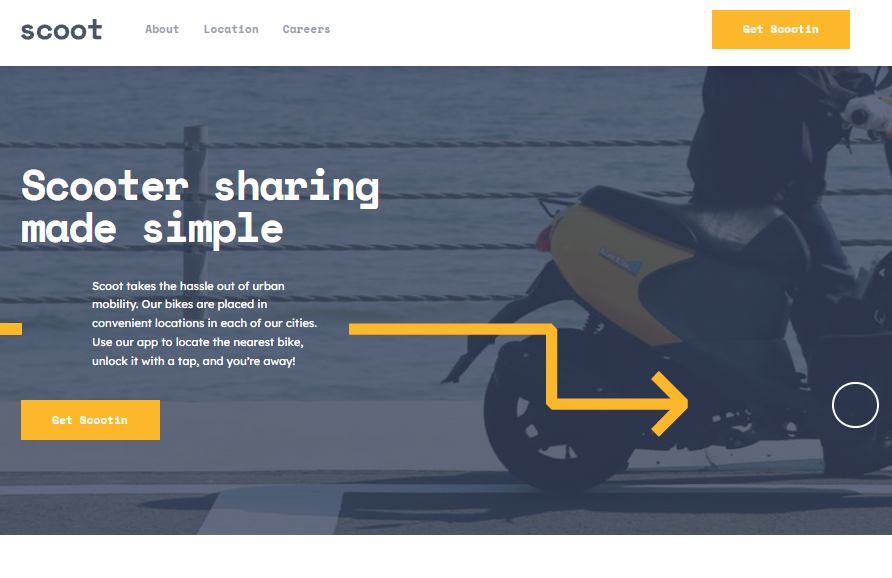 scoot
About Location Careers
Get Scootin
Scooter sharing
made simple
Scoot takes the hassle out of urban
mobility. Our bikes are placed in
convenient locations in each of our cities.
Use our app to locate the nearest bike,
unlock it with a tap, and you're away!
Get Scootin